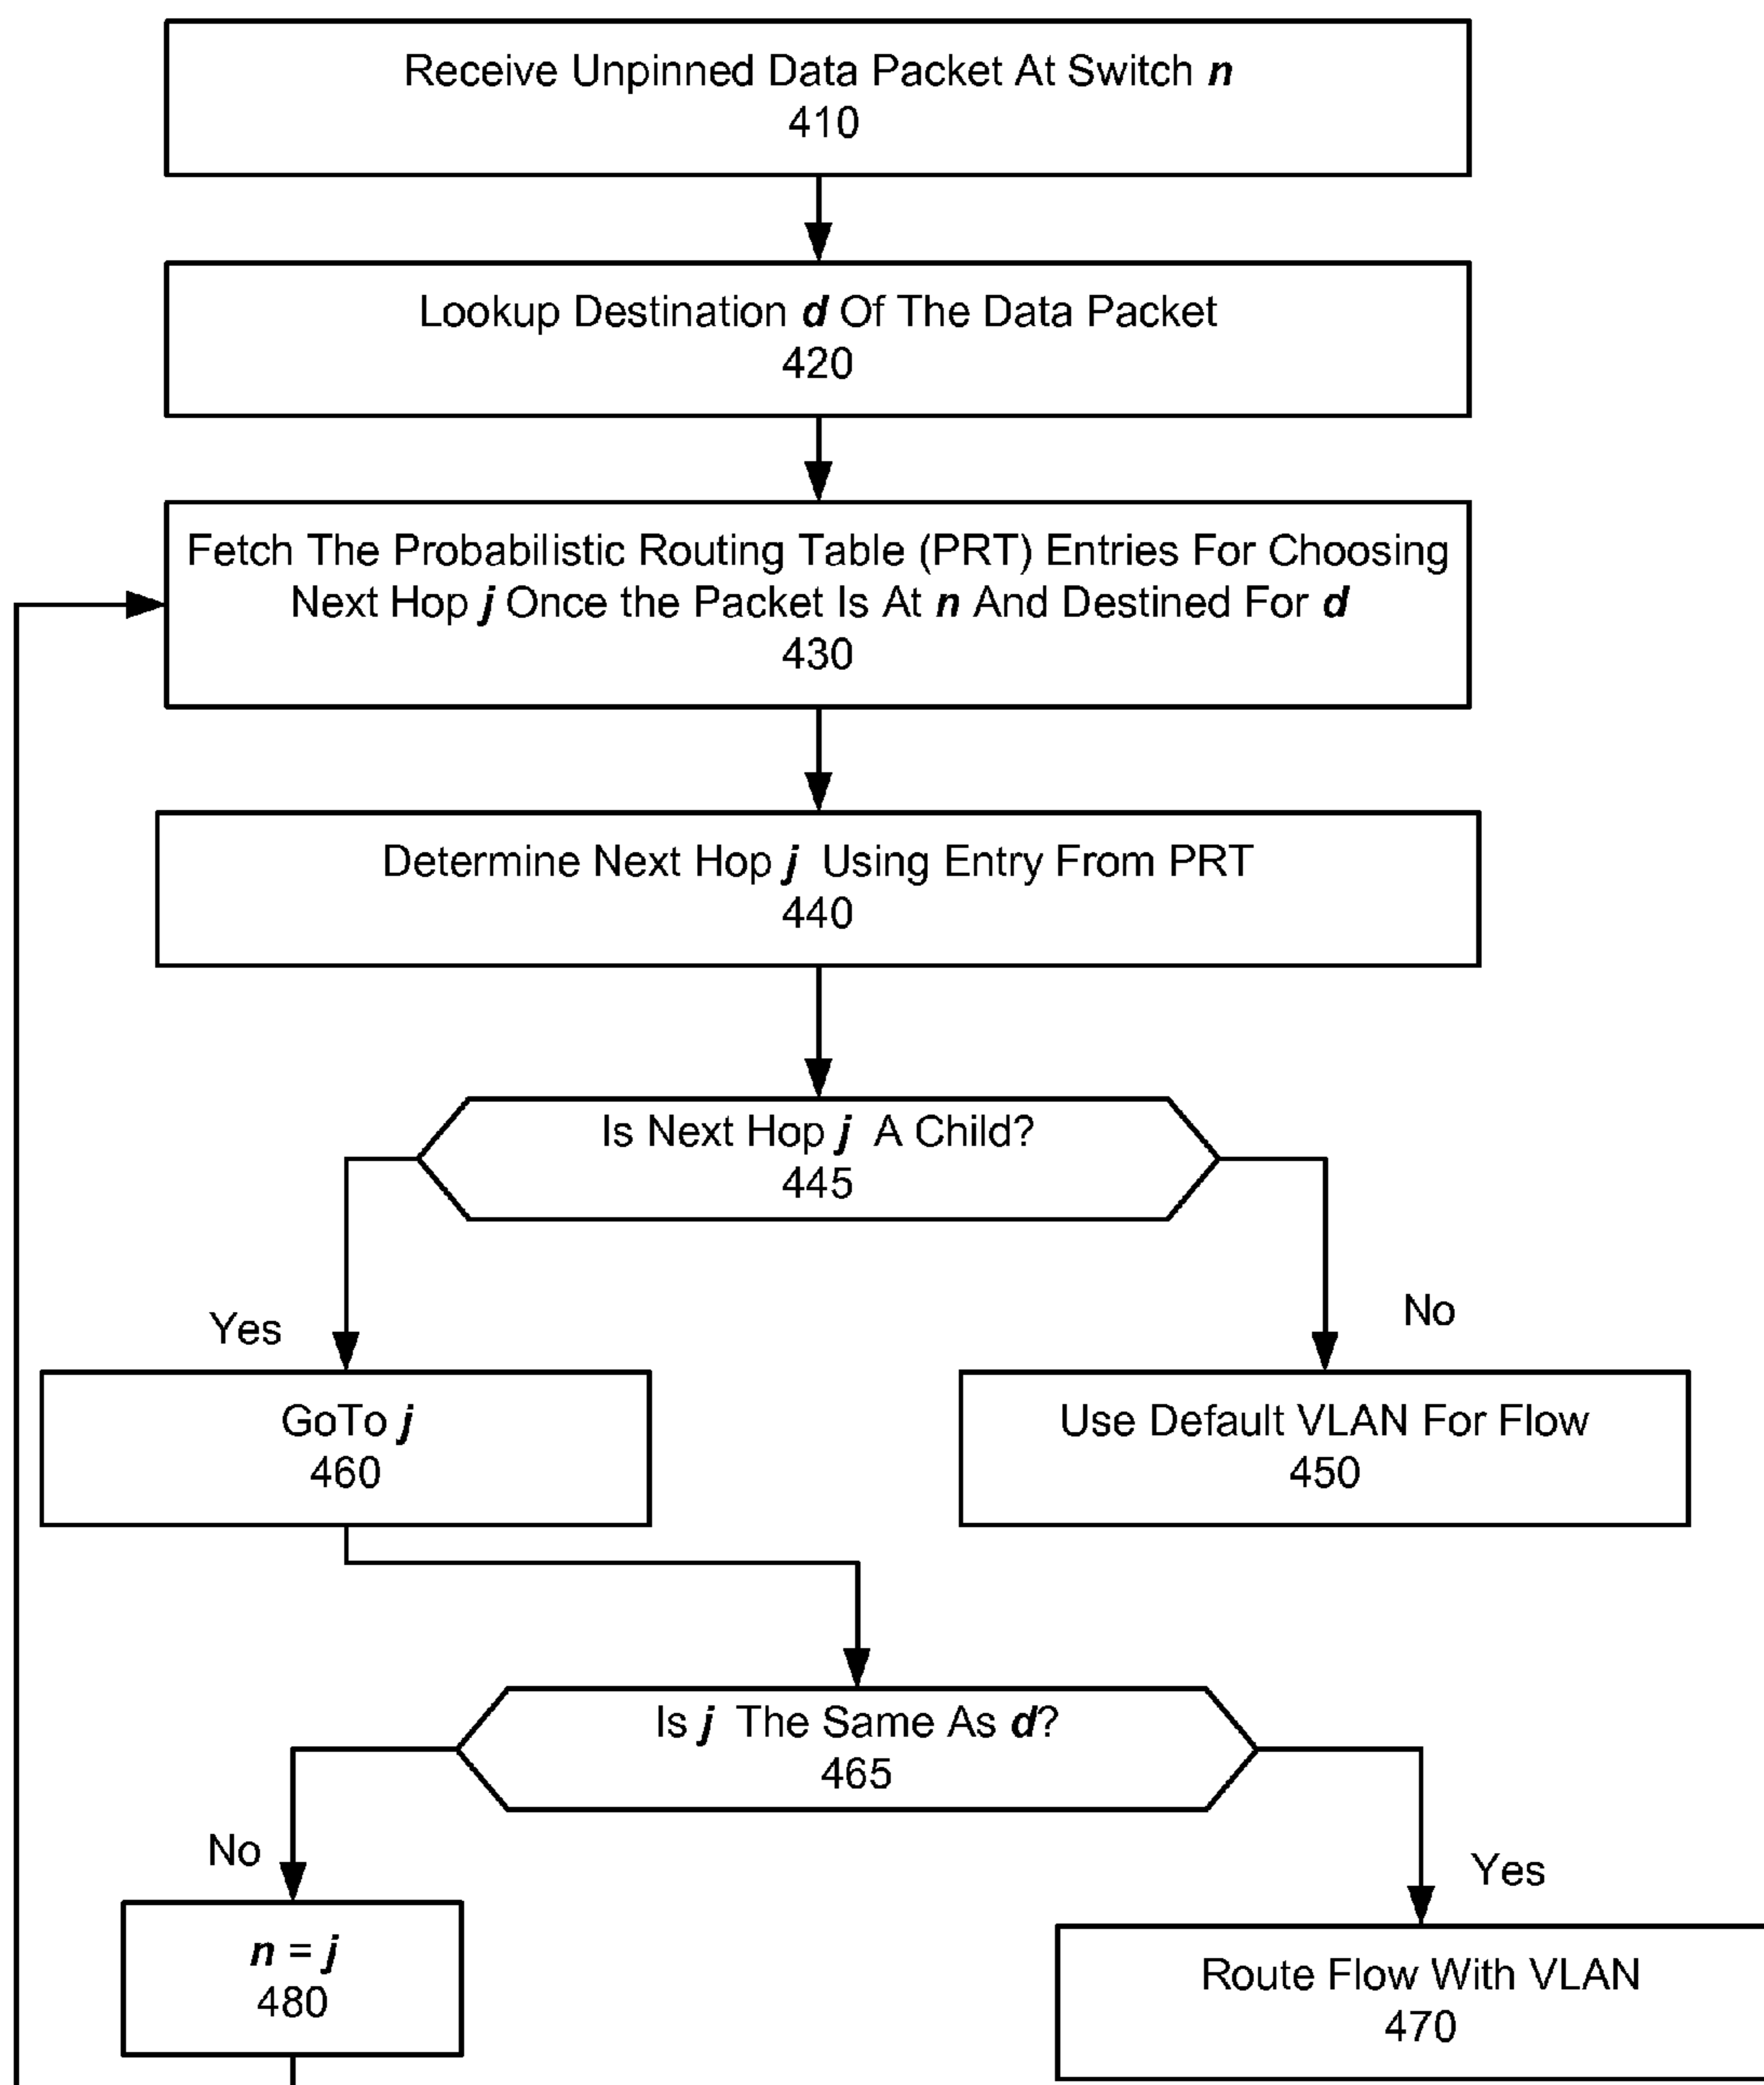 Receive Unpinned Data Packet At Switch n
410
Lookup Destination d Of The Data Packet
420
Fetch The Probabilistic Routing Table (PRT) Entries For Choosing
Next Hop j Once the Packet Is At n And Destined For d
430
Determine Next Hop j Using Entry From PRT
440
Is Next Hop j A Child?
445
Yes
No
GoTo j
460
Use Default VLAN For Flow
450
Is j The Same As d?
465
No
Yes
n = j
480
Route Flow With VLAN
470